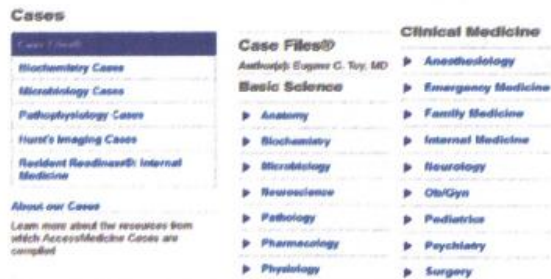 Cases
Case Files®
Biochemistry Cases
Microbiology Cases
Pathophysiology Cases
Hurst's Imaging Cases
Resident Readiness®: Internal
Medicine
About our Cases
Learn more about the resources from
which AccessMedicine Cases are
compiled
Case Files®
Author(s): Eugene C. Toy, MD
Basic Science
Anatomy
Biochemistry
Microbiology
Neuroscience
Pathology
Pharmacology
Physiology
Clinical Medicine
Anesthesiology
Emergency Medicine
Family Medicine
Internal Medicine
Neurology
Ob/Gyn
Pediatrics
Psychiatry
Surgery